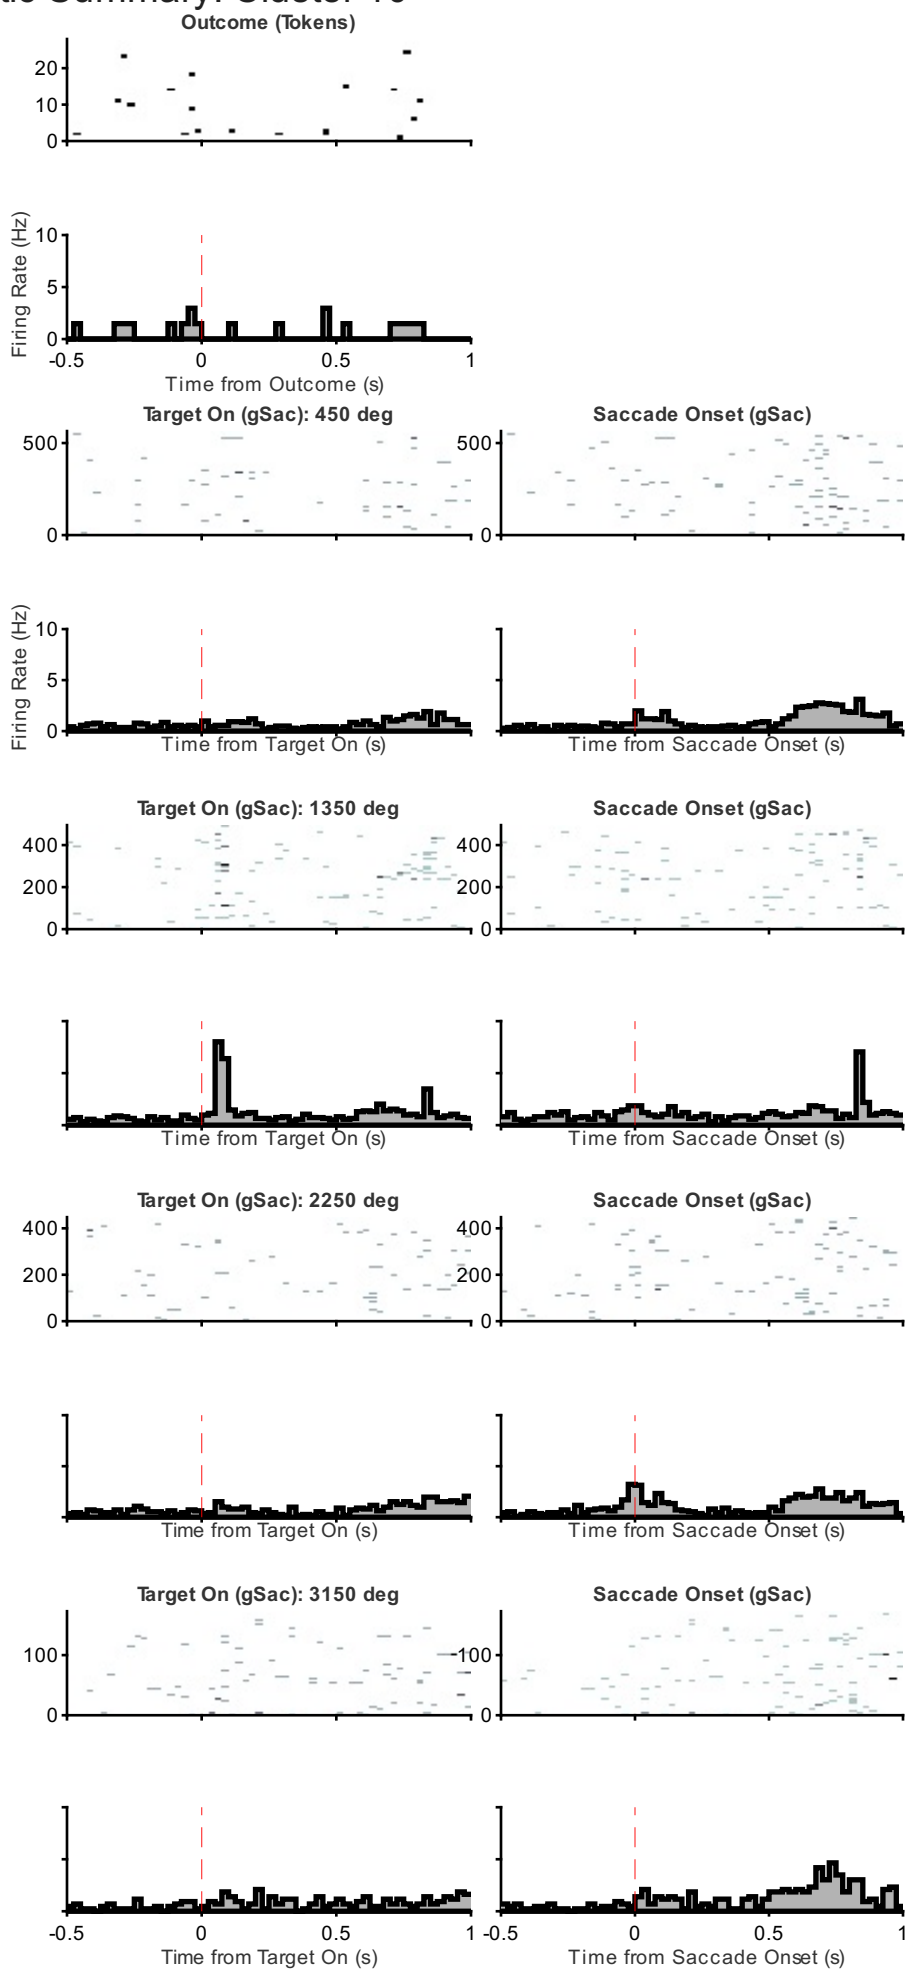 Summary: Cluster
Outcome (Tokens)
20
10
0
10
5
0
Firing Rate (Hz)
-0.5 0 0.5 1
Time from Outcome (s)
Target On (gSac): 450 deg Saccade Onset (gSac)
500 500
0 0
10
5
0
Firing Rate (Hz)
Time from Target On (s) Time from Saccade Onset (s)
Target On (gSac): 1350 deg Saccade Onset (gSac)
400 400
200 200
0 0
Time from Target On (s) Time from Saccade Onset (s)
Target On (gSac): 2250 deg Saccade Onset (gSac)
400 400
200 200
0 0
Time from Target On (s) Time from Saccade Onset (s)
Target On (gSac): 3150 deg Saccade Onset (gSac)
100 100
0 0
-0.5 0 0.5 1 -0.5 0 0.5 1
Time from Target On (s) Time from Saccade Onset (s)